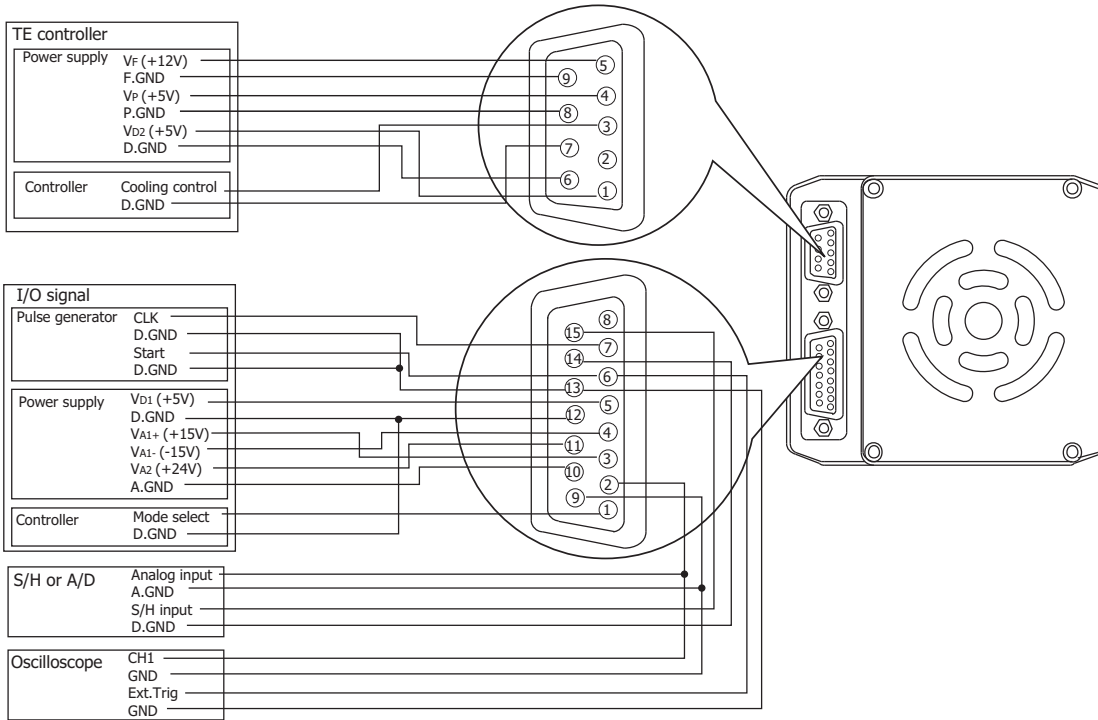 TE controller
Power supply
VF (+12V)
F.GND
VP (+5V)
P.GND
VD2 (+5V)
D.GND
Controller
Cooling control
D.GND
5
9
4
8
3
7
2
6
1
I/O signal
Pulse generator
CLK
D.GND
Start
D.GND
Power supply
VD1 (+5V)
D.GND
VA1+ (+15V)
VA1- (-15V)
VA2 (+24V)
A.GND
Controller
Mode select
D.GND
8
15
7
14
6
13
5
12
4
11
3
10
2
9
1
S/H or A/D
Analog input
A.GND
S/H input
D.GND
Oscilloscope
CH1
GND
Ext.Trig
GND